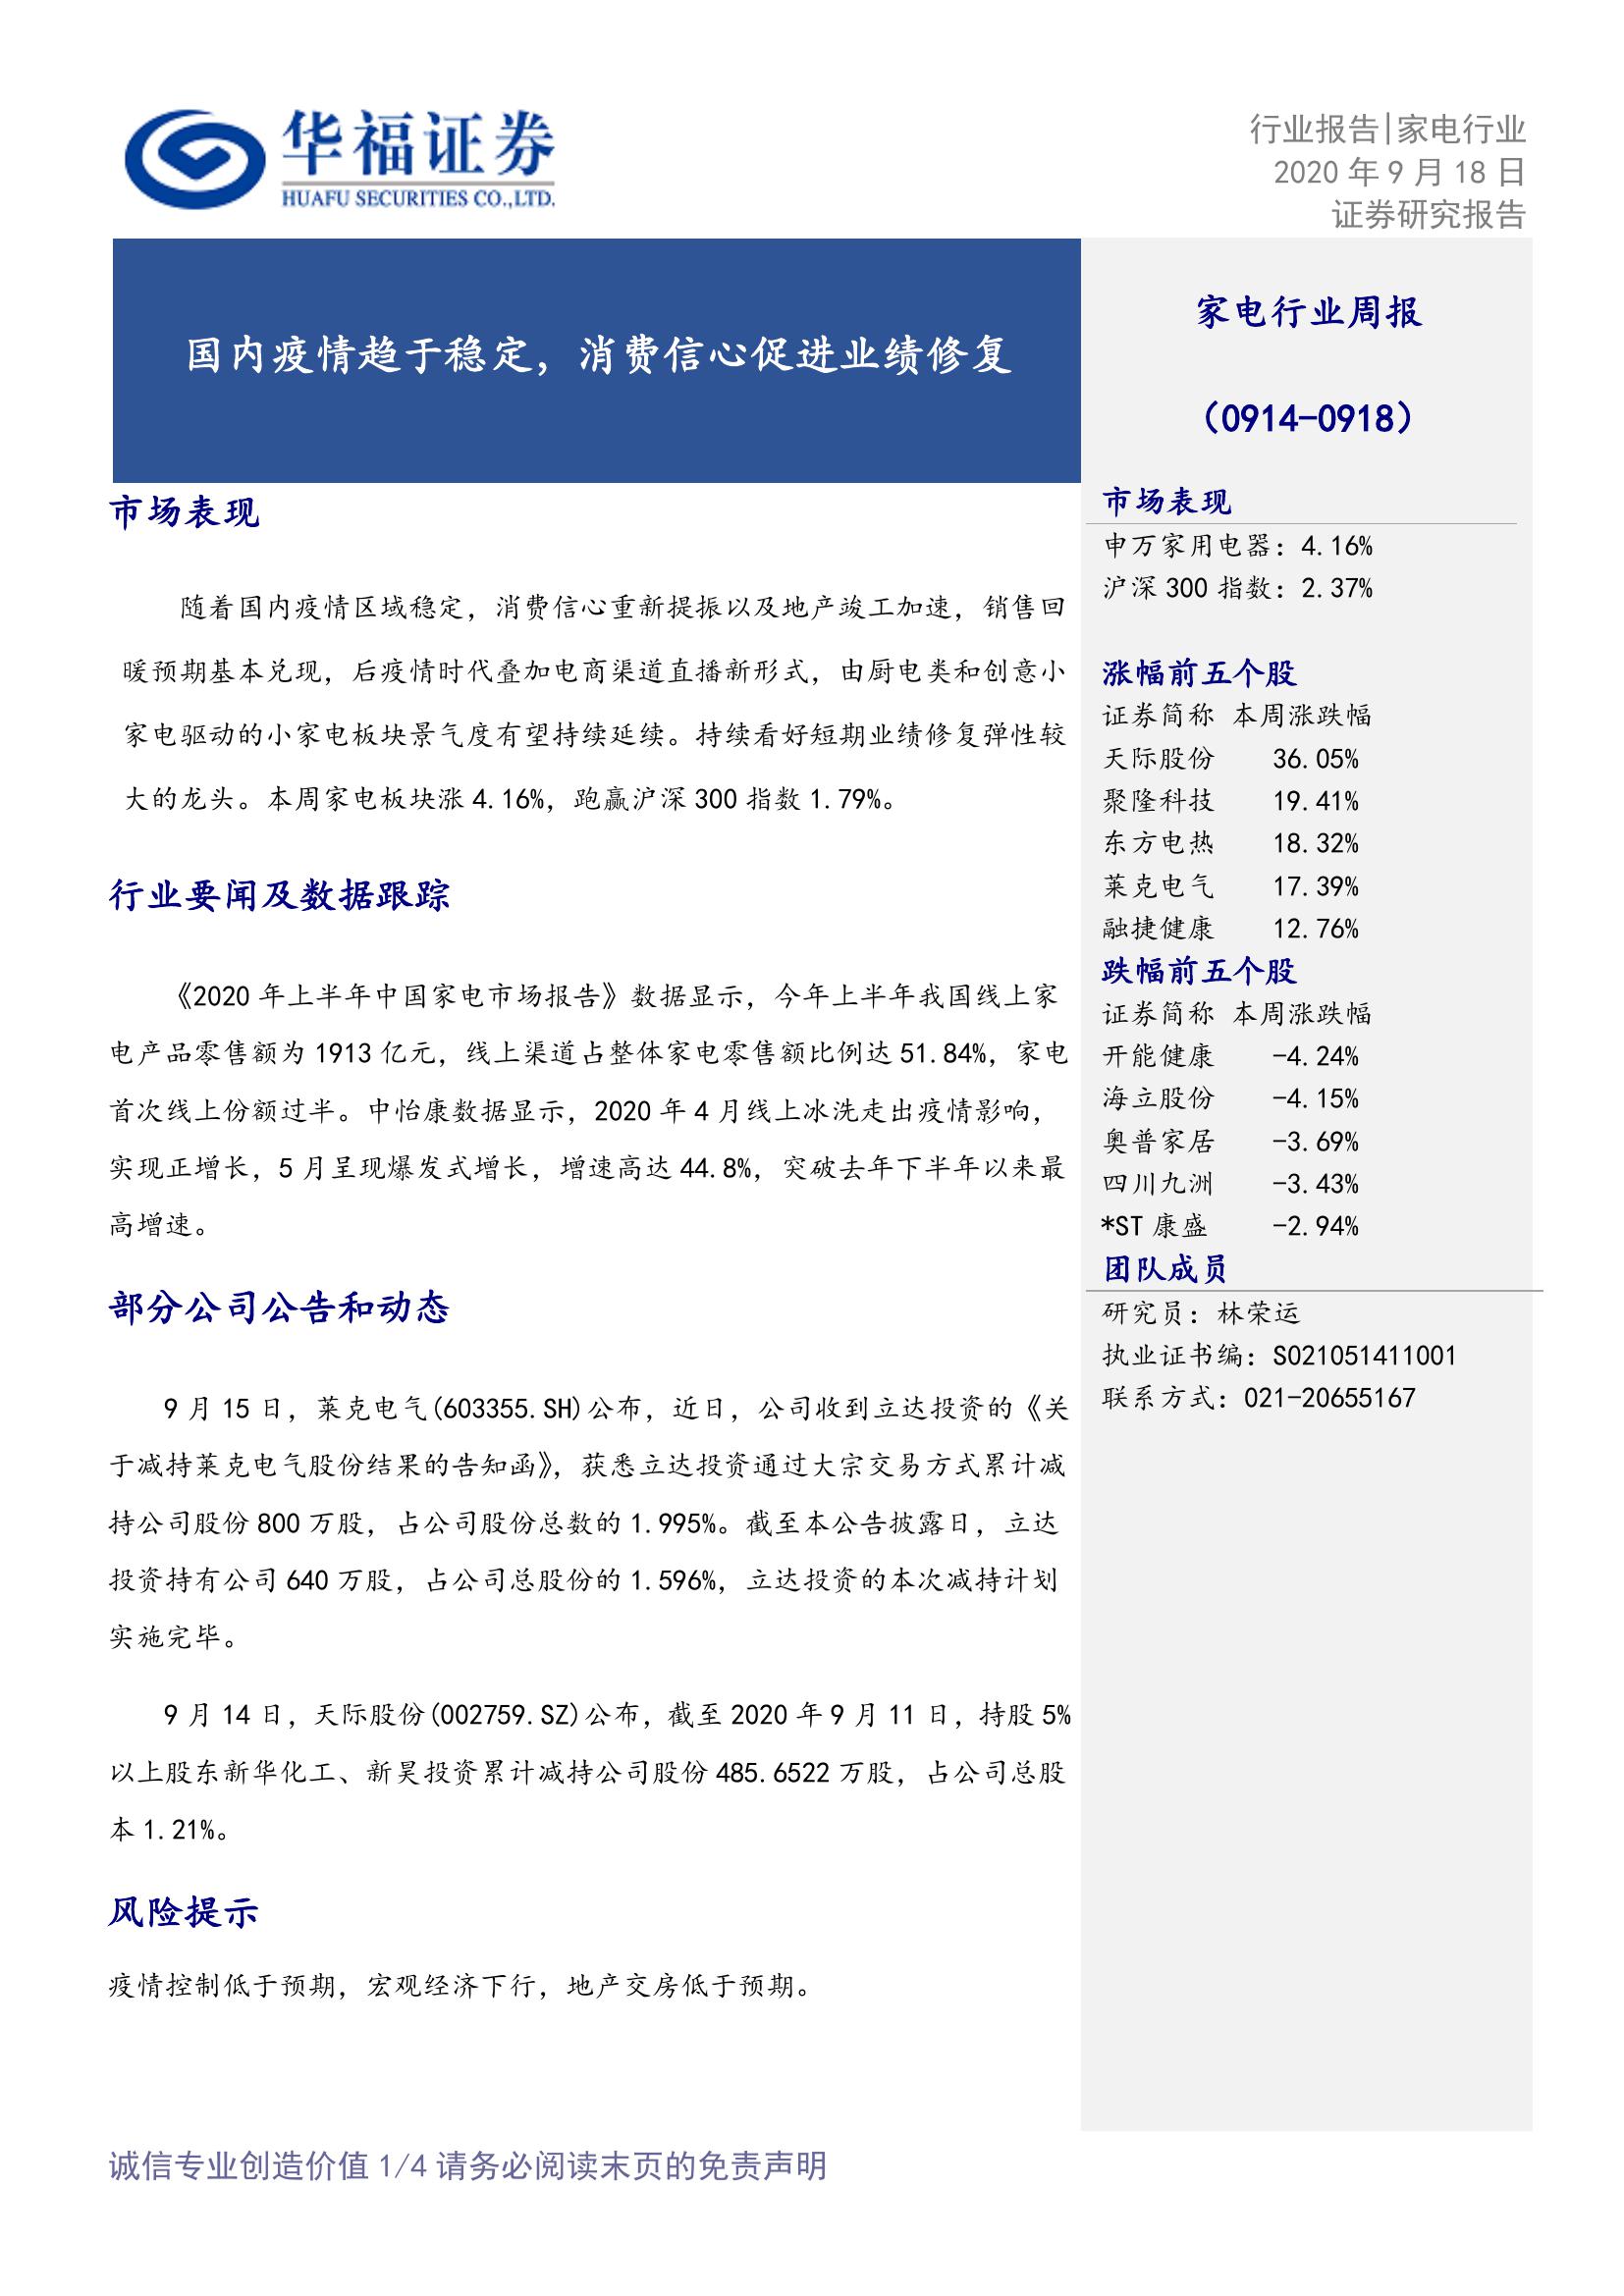 华福证券
HUAFU SECURITIES CO.,LTD.
行业报告|家电行业
2020 年 9 月 18 日
证券研究报告
国内疫情趋于稳定，消费信心促进业绩修复
市场表现
随着国内疫情区域稳定，消费信心重新提振以及地产竣工加速，销售回
暖预期基本兑现，后疫情时代叠加电商渠道直播新形式，由厨电类和创意小
家电驱动的小家电板块景气度有望持续延续。持续看好短期业绩修复弹性较
大的龙头。本周家电板块涨 4.16%，跑赢沪深 300 指数 1.79%。
行业要闻及数据跟踪
《2020 年上半年中国家电市场报告》数据显示，今年上半年我国线上家
电产品零售额为 1913 亿元，线上渠道占整体家电零售额比例达 51.84%，家电
首次线上份额过半。中怡康数据显示，2020 年 4 月线上冰洗走出疫情影响，
实现正增长，5 月呈现爆发式增长，增速高达 44.8%，突破去年下半年以来最
高增速。
部分公司公告和动态
9 月 15 日，莱克电气(603355.SH)公布，近日，公司收到立达投资的《关
于减持莱克电气股份结果的告知函》，获悉立达投资通过大宗交易方式累计减
持公司股份 800 万股，占公司股份总数的 1.995%。截至本公告披露日，立达
投资持有公司 640 万股，占公司总股份的 1.596%，立达投资的本次减持计划
实施完毕。
9 月 14 日，天际股份(002759.SZ)公布，截至 2020 年 9 月 11 日，持股 5%
以上股东新华化工、新昊投资累计减持公司股份 485.6522 万股，占公司总股
本 1.21%。
风险提示
疫情控制低于预期，宏观经济下行，地产交房低于预期。
家电行业周报
（0914-0918）
市场表现
申万家用电器：4.16%
沪深 300 指数：2.37%
涨幅前五个股
证券简称 本周涨跌幅
天际股份 36.05%
聚隆科技 19.41%
东方电热 18.32%
莱克电气 17.39%
融捷健康 12.76%
跌幅前五个股
证券简称 本周涨跌幅
开能健康 -4.24%
海立股份 -4.15%
奥普家居 -3.69%
四川九洲 -3.43%
*ST 康盛 -2.94%
团队成员
研究员：林荣运
执业证书编：S021051411001
联系方式：021-20655167
诚信专业创造价值 1/4 请务必阅读末页的免责声明